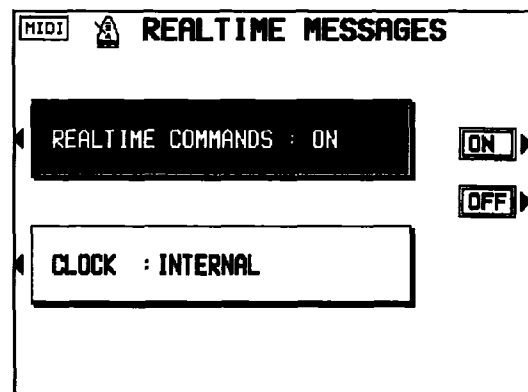 MIDI REALTIME MESSAGES
REALTIME COMMANDS : ON
ON
OFF
CLOCK : INTERNAL